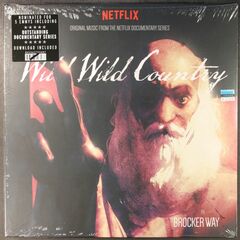 NETFLIX
ORIGINAL MUSIC FROM THE NETFLIX DOCUMENTARY SERIES
NOMINATED FOR
5 EMMYS INCLUDING
OUTSTANDING
DOCUMENTARY SERIES
DOWNLOAD INCLUDED
Wild Wild Country
BROCKER WAY